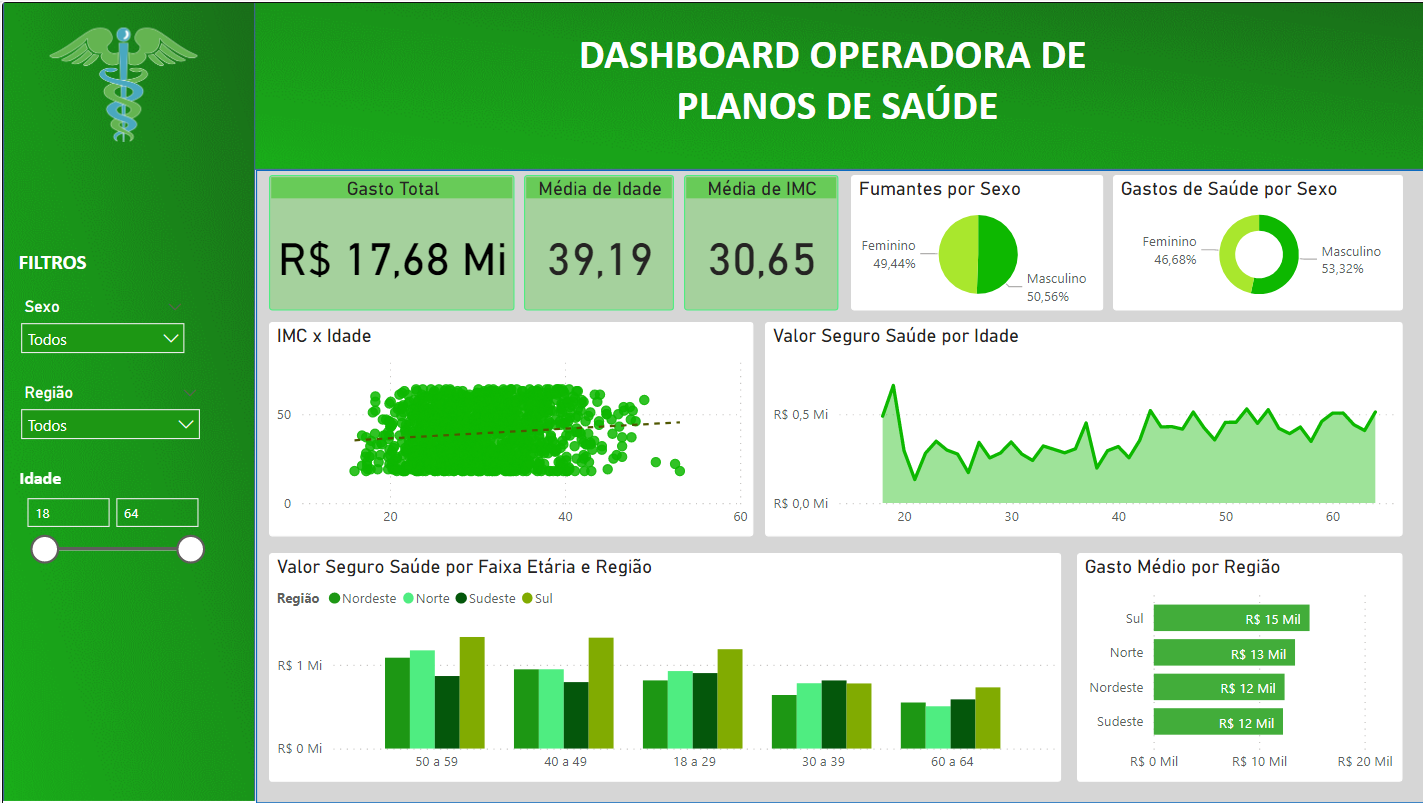 DASHBOARD OPERADORA DE
PLANOS DE SAÚDE
FILTROS
Sexo
Todos
Região
Todos
Idade
18
64
Gasto Total
R$ 17,68 Mi
Média de Idade
39,19
Média de IMC
30,65
Fumantes por Sexo
Feminino
49,44%
Masculino
50,56%
Gastos de Saúde por Sexo
Feminino
46,68%
Masculino
53,32%
IMC x Idade
50
0
20
40
60
Valor Seguro Saúde por Idade
R$ 0,5 Mi
R$ 0,0 Mi
20
30
40
50
60
Valor Seguro Saúde por Faixa Etária e Região
Região Nordeste Norte Sudeste Sul
R$ 1 Mi
R$ 0 Mi
50 a 59
40 a 49
18 a 29
30 a 39
60 a 64
Gasto Médio por Região
Sul R$ 15 Mil
Norte R$ 13 Mil
Nordeste R$ 12 Mil
Sudeste R$ 12 Mil
R$ 0 Mil
R$ 10 Mil
R$ 20 Mil